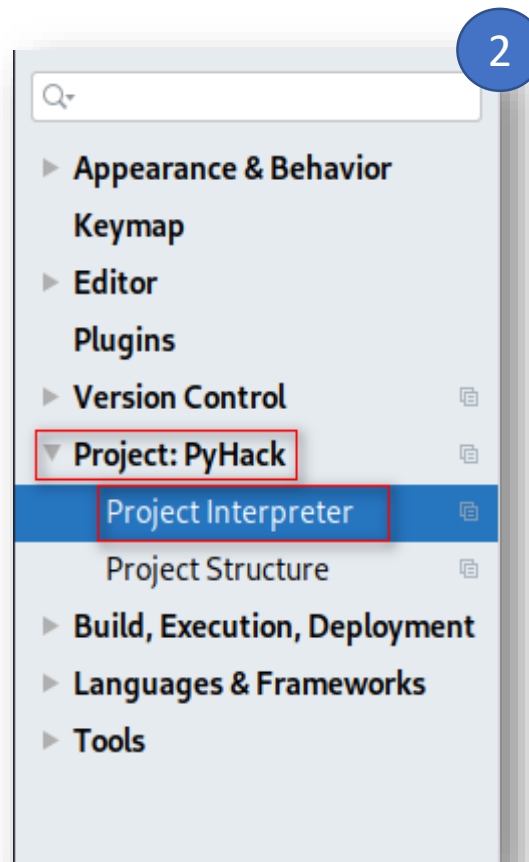 2
Appearance & Behavior
Keymap
Editor
Plugins
Version Control
Project: PyHack
Project Interpreter
Project Structure
Build, Execution, Deployment
Languages & Frameworks
Tools